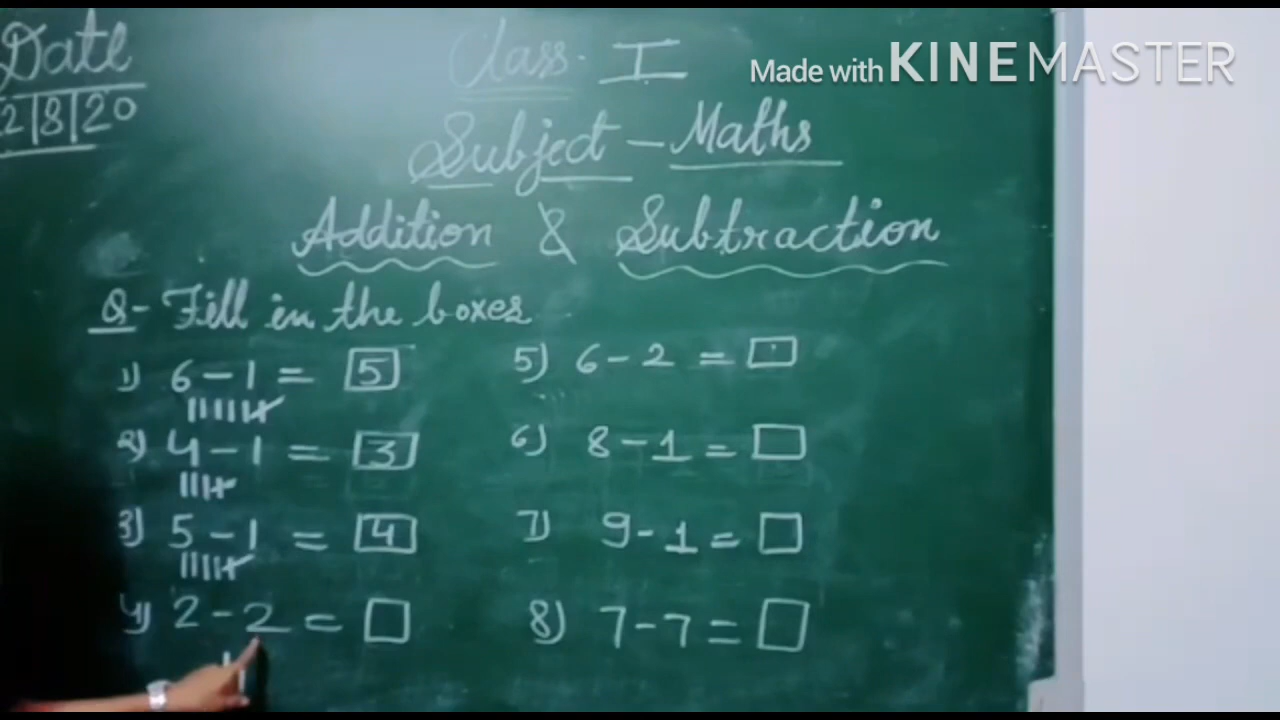 Date
2/8/20
Class. I
Made with KINEMASTER
Subject - Maths
Addition & Subtraction
Q- Fill in the boxes
1) 6 - 1 = 5
2) 4 - 1 = 3
3) 5 - 1 = 4
4) 2 - 2 =
5) 6 - 2 =
6) 8 - 1 =
7) 9 - 1 =
8) 7 - 7 =